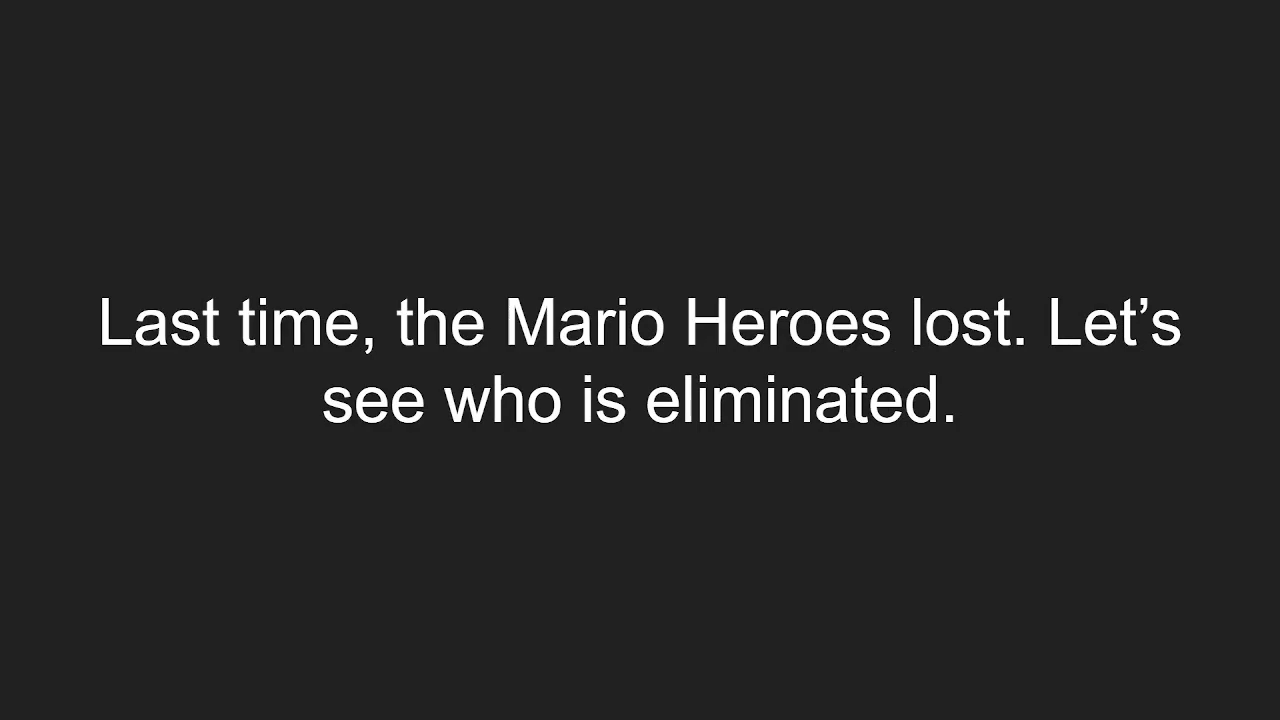 Last time, the Mario Heroes lost. Let’s
see who is eliminated.